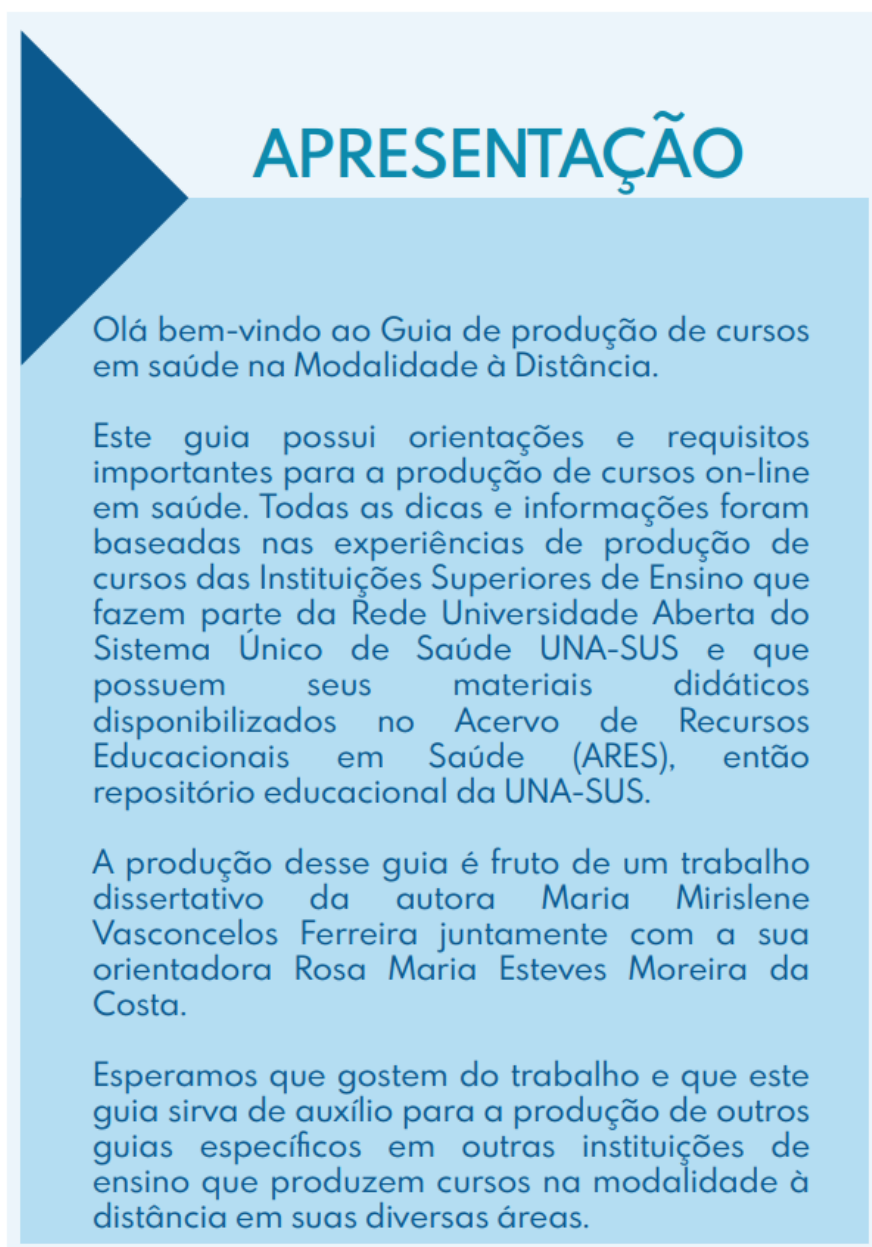 APRESENTAÇÃO
Olá bem-vindo ao Guia de produção de cursos
em saúde na Modalidade à Distância.
Este guia possui orientações e requisitos
importantes para a produção de cursos on-line
em saúde. Todas as dicas e informações foram
baseadas nas experiências de produção de
cursos das Instituições Superiores de Ensino que
fazem parte da Rede Universidade Aberta do
Sistema Único de Saúde UNA-SUS e que
possuem seus materiais didáticos
disponibilizados no Acervo de Recursos
Educacionais em Saúde (ARES), então
repositório educacional da UNA-SUS.
A produção desse guia é fruto de um trabalho
dissertativo da autora Maria Mirislene
Vasconcelos Ferreira juntamente com a sua
orientadora Rosa Maria Esteves Moreira da
Costa.
Esperamos que gostem do trabalho e que este
guia sirva de auxílio para a produção de outros
guias específicos em outras instituições de
ensino que produzem cursos na modalidade à
distância em suas diversas áreas.